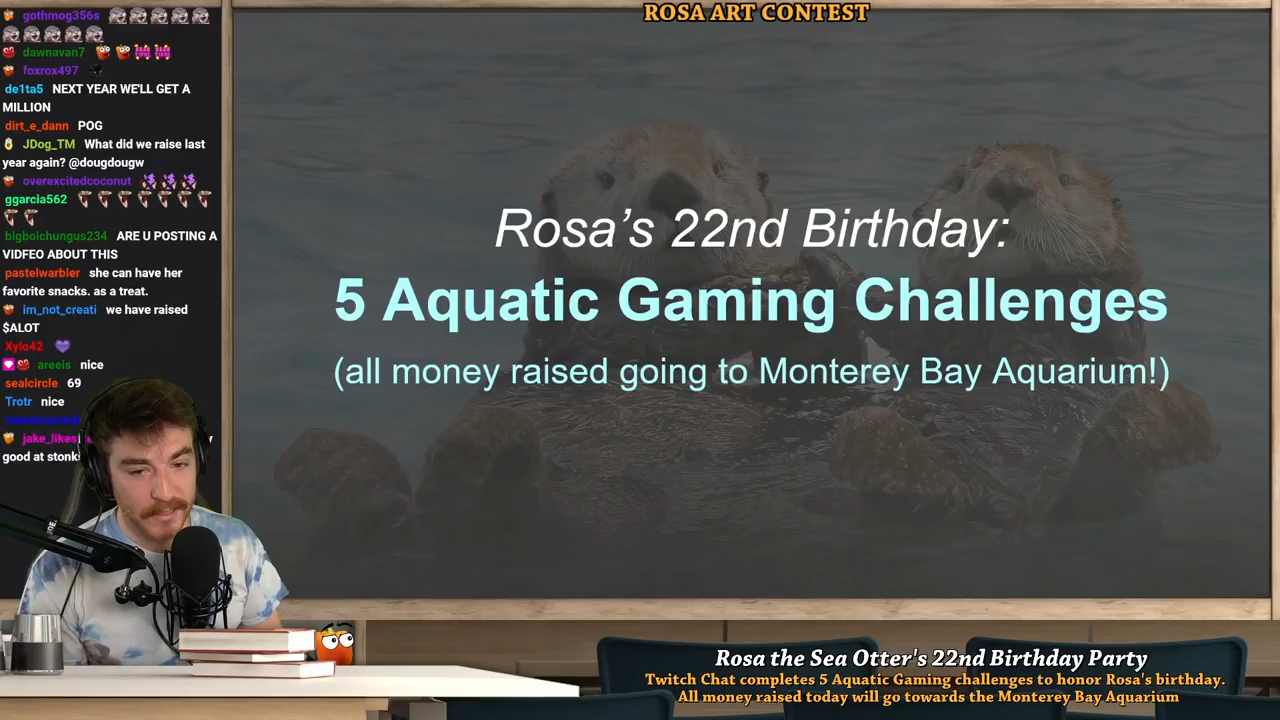 ROSA ART CONTEST
gothmog356s
dawnavan7
foxrox497
de1ta5 NEXT YEAR WE'LL GET A
MILLION
dirt_e_dann POG
JDog_TM What did we raise last
year again? @dougdougw
overexcitedcoconut
ggarcia562
bigboichungus234 ARE U POSTING A
VIDFEO ABOUT THIS
pastelwarbler she can have her
favorite snacks. as a treat.
im_not_creati we have raised
$ALOT
Xylo42
areeis nice
sealcircle 69
Trotr nice
jake_likes
good at stonks
Rosa's 22nd Birthday:
5 Aquatic Gaming Challenges
(all money raised going to Monterey Bay Aquarium!)
Rosa the Sea Otter's 22nd Birthday Party
Twitch Chat completes 5 Aquatic Gaming challenges to honor Rosa's birthday.
All money raised today will go towards the Monterey Bay Aquarium